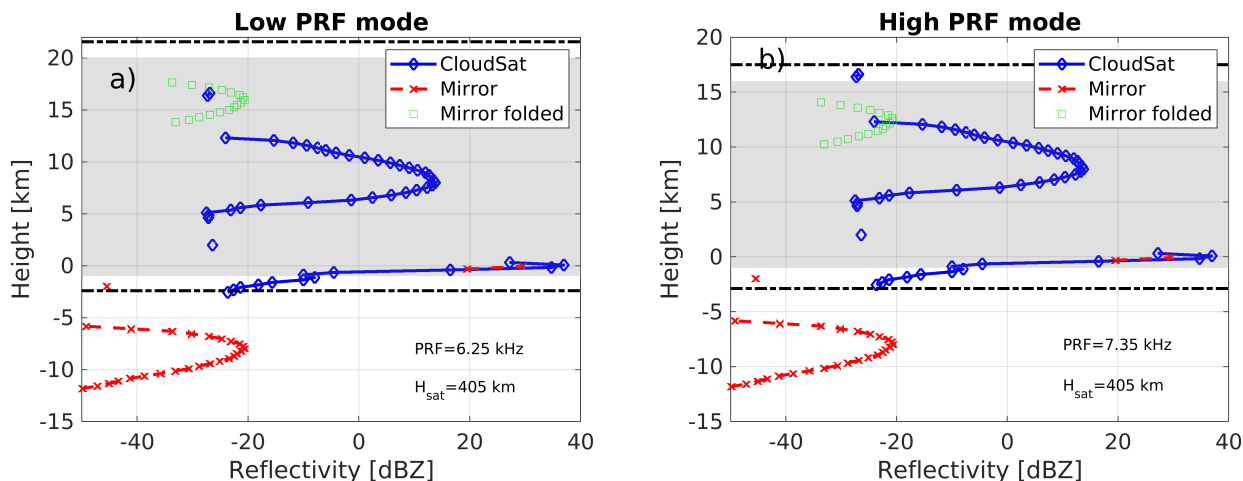 Low PRF mode
20
15
10
5
0
-5
-10
-15
Height [km]
a)
CloudSat
Mirror
Mirror folded
PRF=6.25 kHz
Hsat=405 km
-40
-20
0
20
40
Reflectivity [dBZ]
High PRF mode
20
15
10
5
0
-5
-10
-15
Height [km]
b)
CloudSat
Mirror
Mirror folded
PRF=7.35 kHz
Hsat=405 km
-40
-20
0
20
40
Reflectivity [dBZ]